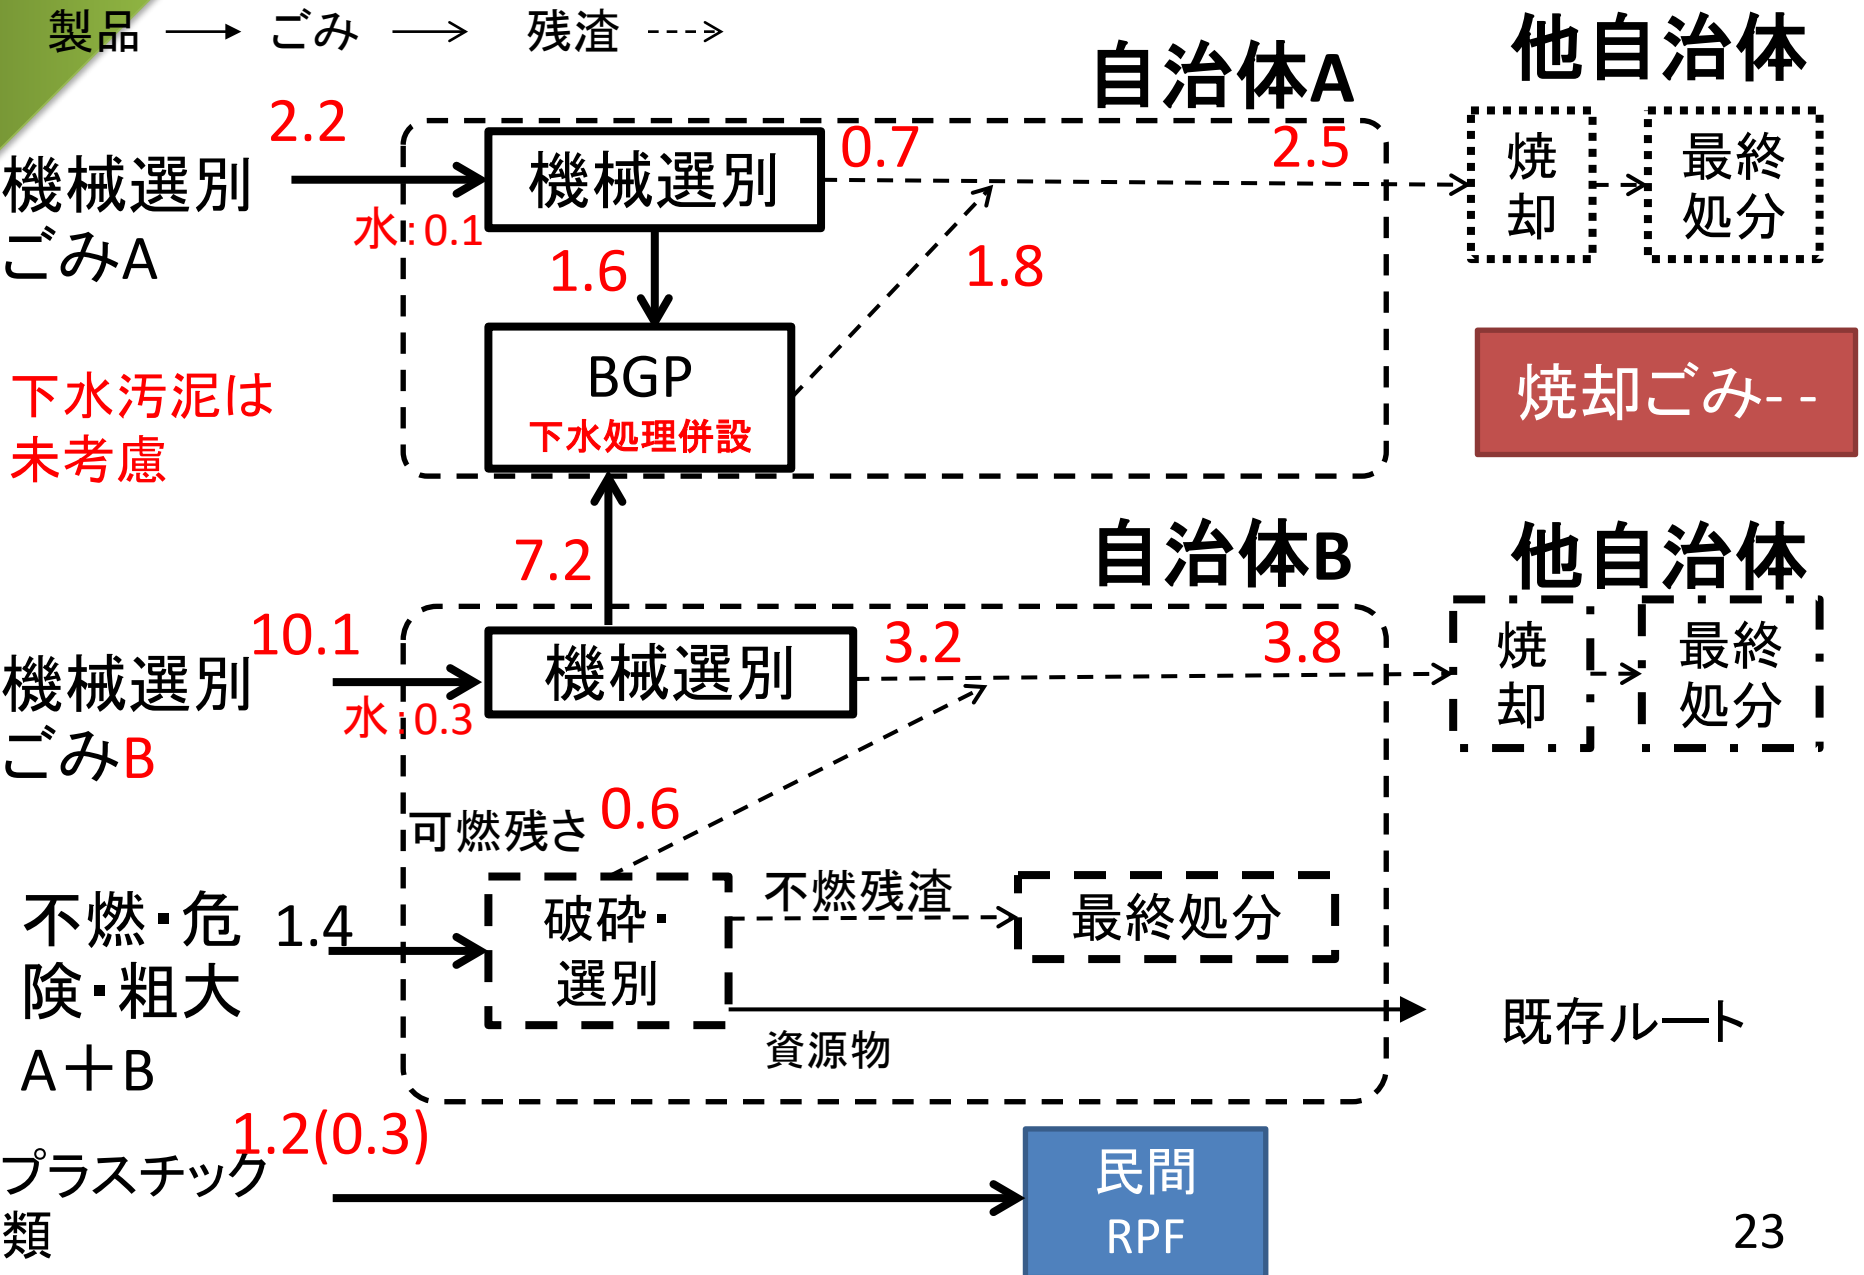 製品 ごみ 残渣
自治体A
他自治体
2.2
機械選別
ごみA
水:0.1
機械選別
0.7
2.5
焼
却
最終
処分
1.6
1.8
BGP
下水処理併設
下水汚泥は
未考慮
焼却ごみ--
7.2
自治体B
他自治体
10.1
機械選別
ごみB
水:0.3
機械選別
3.2
3.8
焼
却
最終
処分
可燃残さ
0.6
不燃・危
険・粗大
A+B
1.4
破砕・
選別
不燃残渣
最終処分
資源物
既存ルート
1.2(0.3)
プラスチック
類
民間
RPF
23